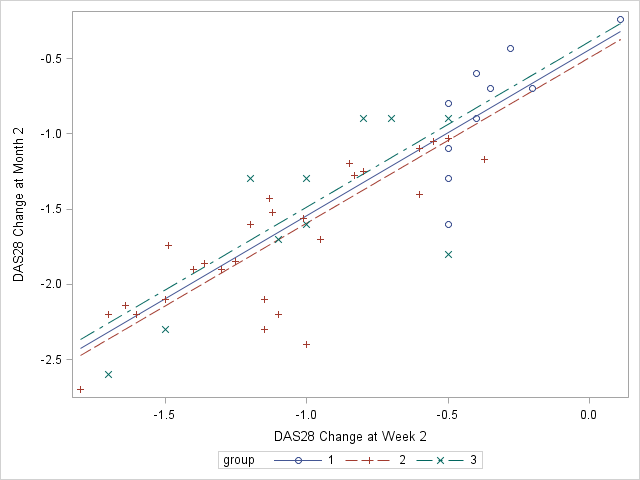 -0.5
-1.0
-1.5
-2.0
-2.5
DAS28 Change at Month 2
-1.5 -1.0 -0.5 0.0
DAS28 Change at Week 2
group 1 2 3